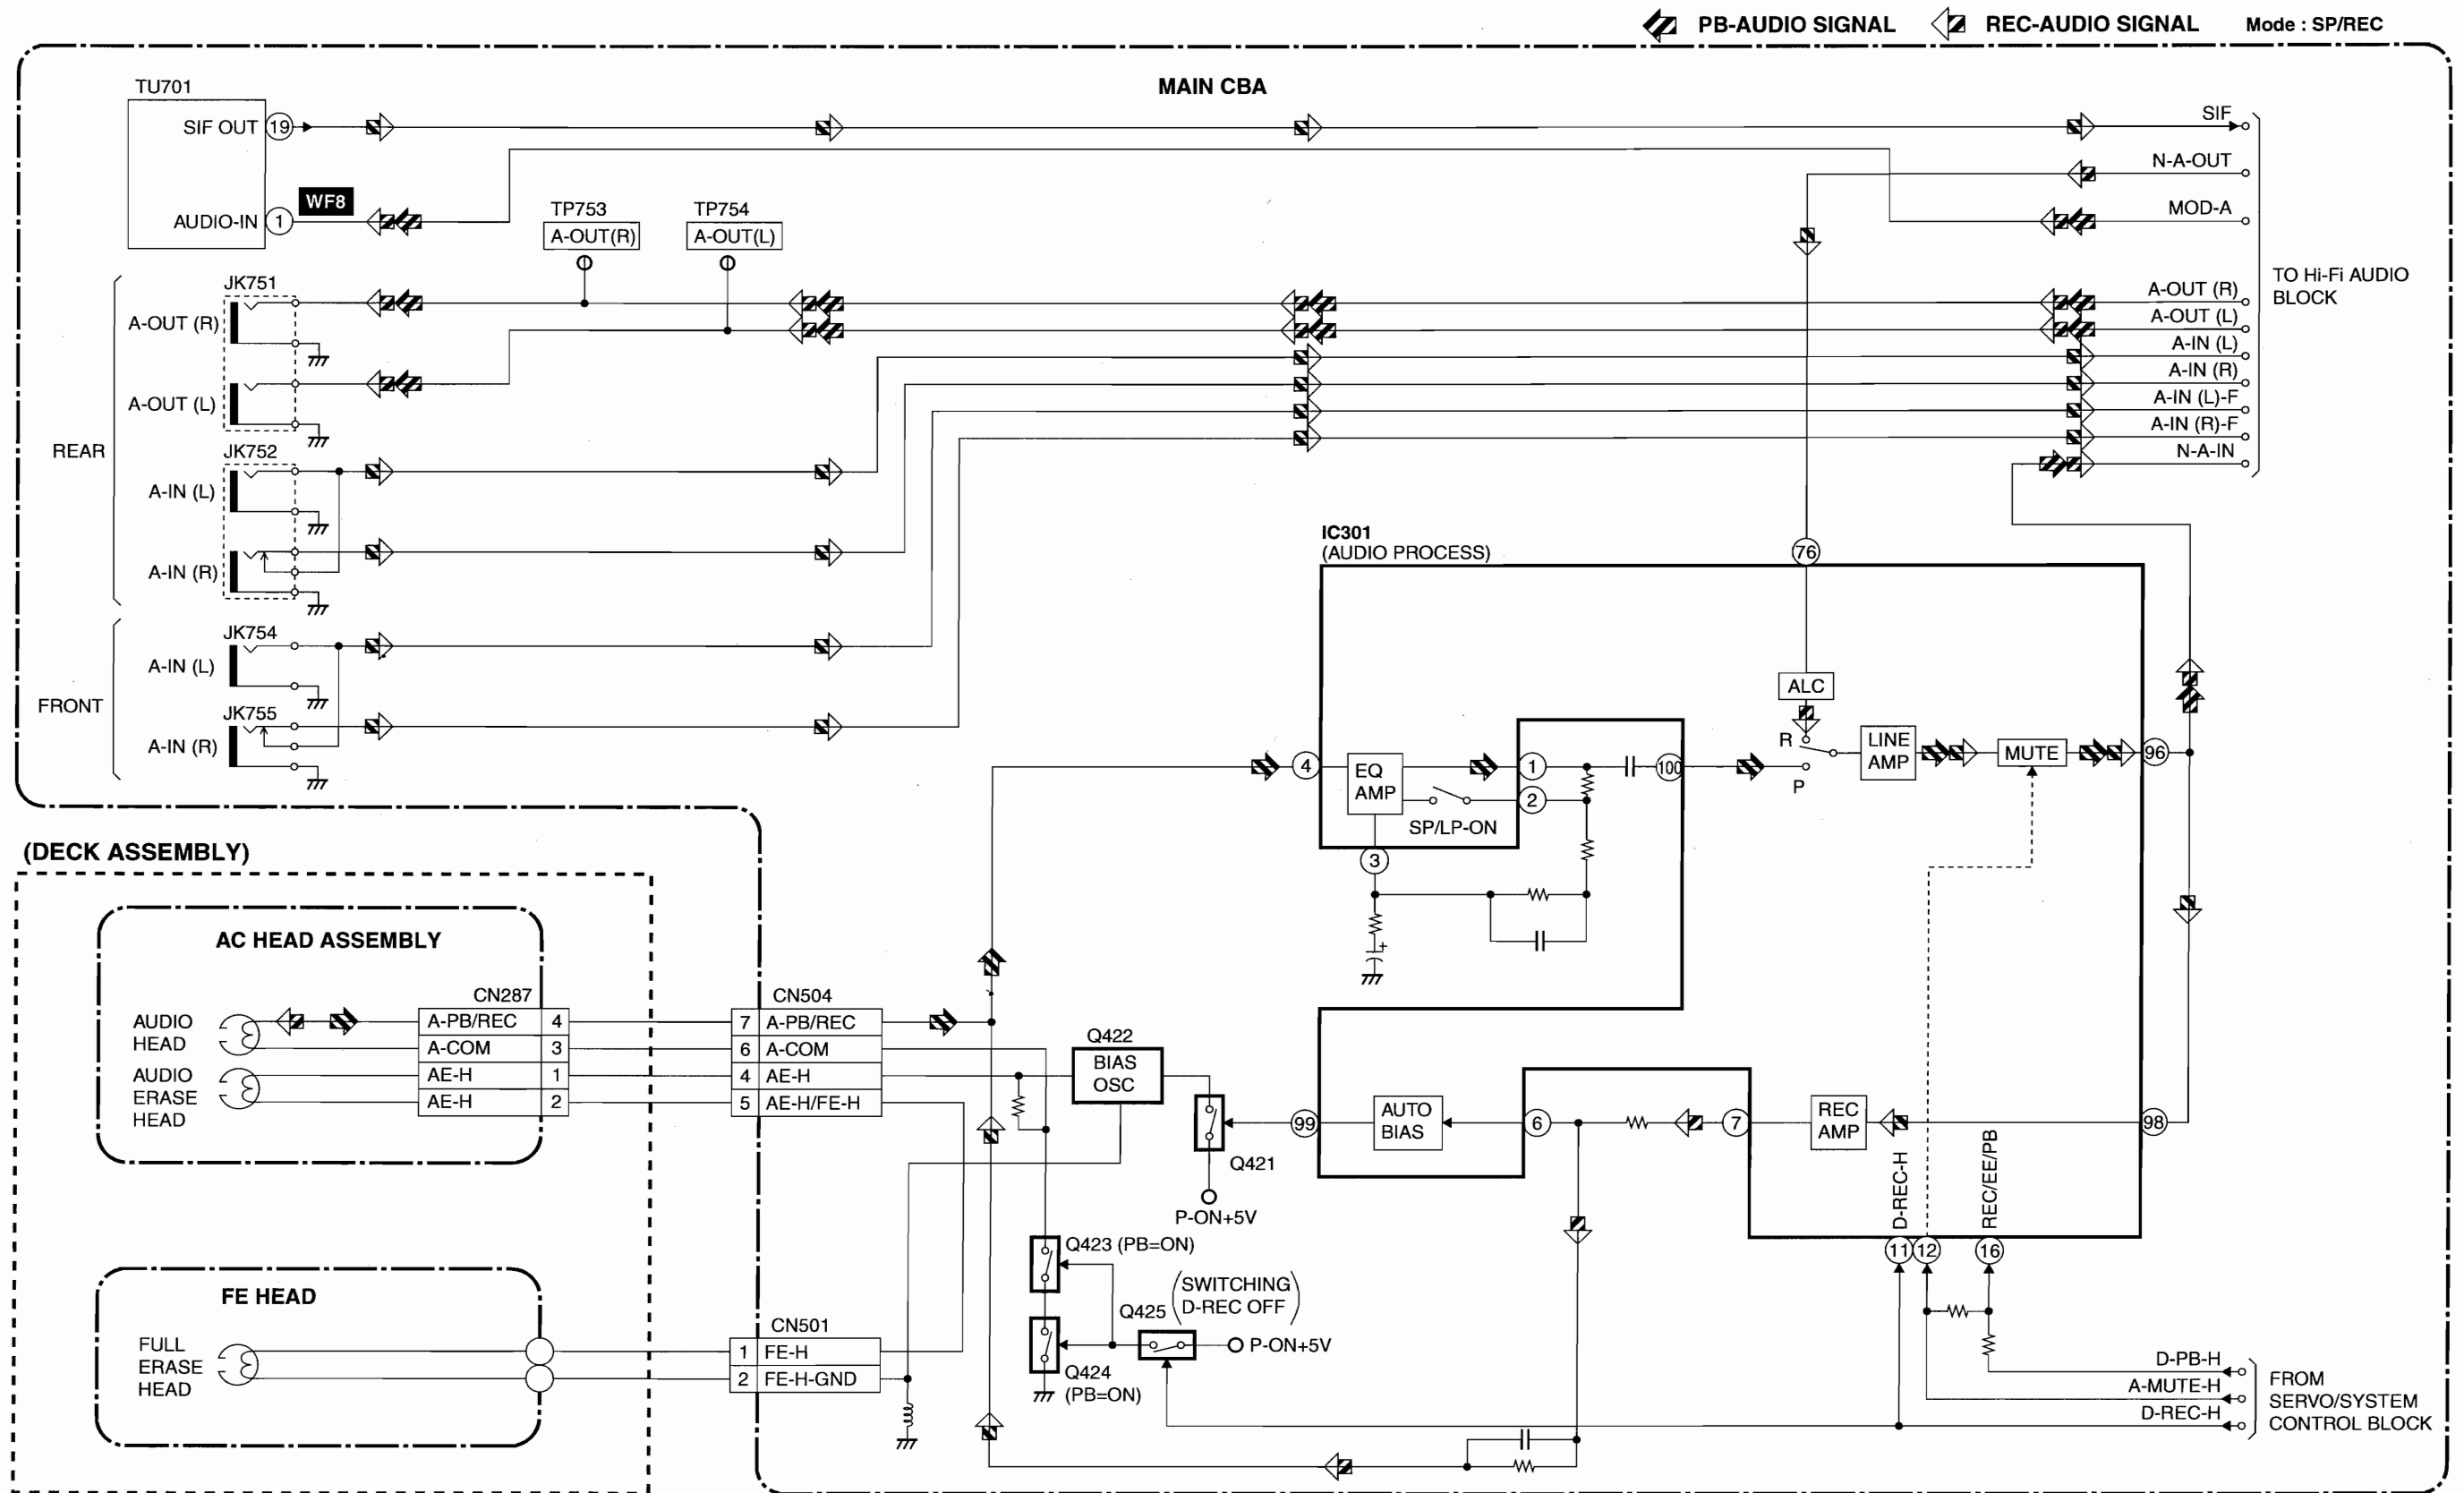 PB-AUDIO SIGNAL REC-AUDIO SIGNAL Mode : SP/REC
MAIN CBA
TU701
SIF OUT 19
AUDIO-IN 1
WF8
TP753
A-OUT(R)
TP754
A-OUT(L)
SIF
N-A-OUT
MOD-A
A-OUT (R)
A-OUT (L)
A-IN (L)
A-IN (R)
A-IN (L)-F
A-IN (R)-F
N-A-IN
TO Hi-Fi AUDIO
BLOCK
REAR
JK751
A-OUT (R)
A-OUT (L)
JK752
A-IN (L)
A-IN (R)
FRONT
JK754
A-IN (L)
JK755
A-IN (R)
IC301
(AUDIO PROCESS)
76
ALC
R
P
LINE
AMP
MUTE
96
4
EQ
AMP
1
2
100
SP/LP-ON
3
+
(DECK ASSEMBLY)
AC HEAD ASSEMBLY
CN287
AUDIO
HEAD
AUDIO
ERASE
HEAD
A-PB/REC 4
A-COM 3
AE-H 1
AE-H 2
CN504
7 A-PB/REC
6 A-COM
4 AE-H
5 AE-H/FE-H
Q422
BIAS
OSC
Q421
P-ON+5V
99
AUTO
BIAS
6
7
REC
AMP
98
D-REC-H
REC/EE/PB
11
12
16
Q423 (PB=ON)
Q424
(PB=ON)
Q425
(SWITCHING
D-REC OFF)
P-ON+5V
FE HEAD
FULL
ERASE
HEAD
CN501
1 FE-H
2 FE-H-GND
D-PB-H
A-MUTE-H
D-REC-H
FROM
SERVO/SYSTEM
CONTROL BLOCK